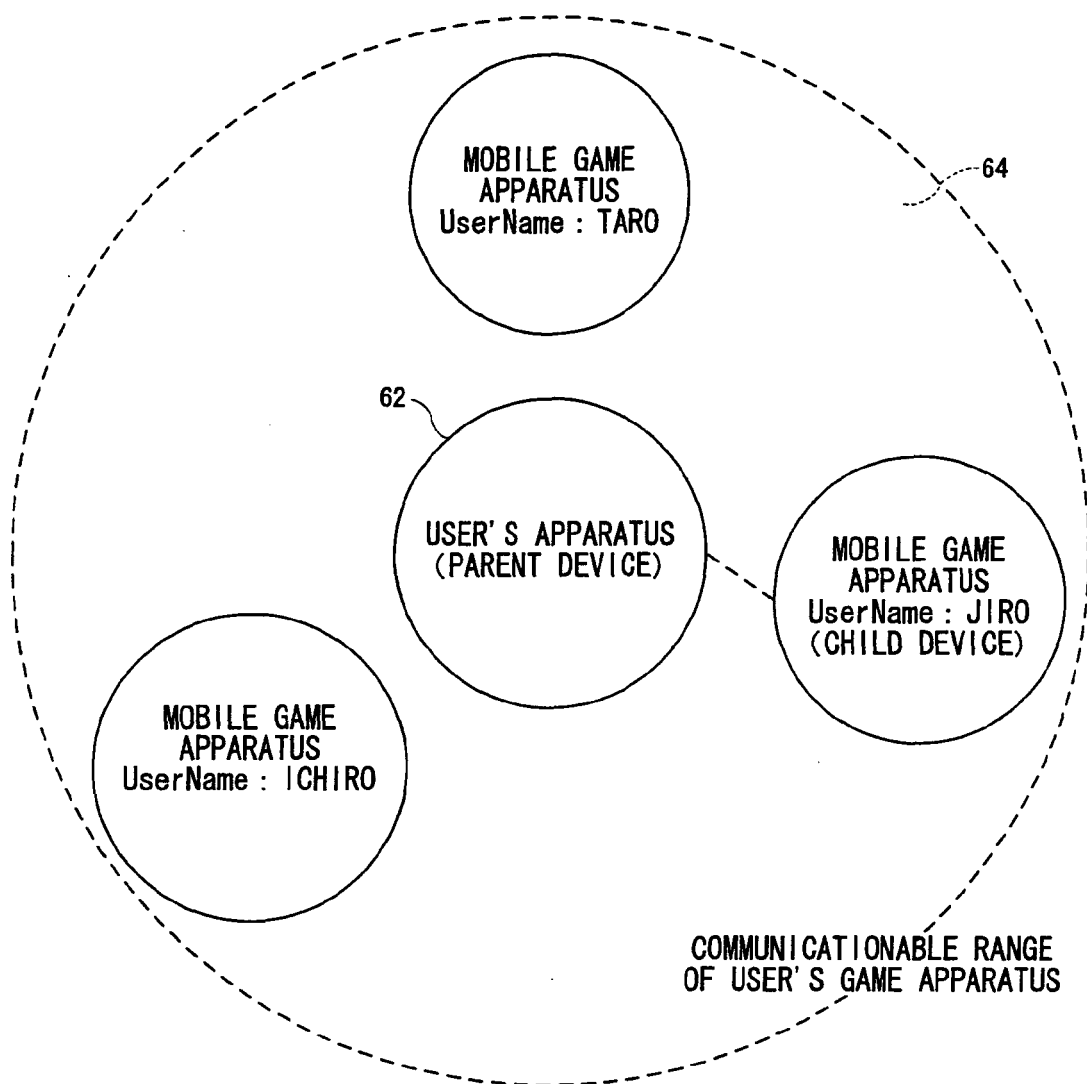 MOBILE GAME
APPARATUS
UserName : TARO
64
62
USER'S APPARATUS
(PARENT DEVICE)
MOBILE GAME
APPARATUS
UserName : JIRO
(CHILD DEVICE)
MOBILE GAME
APPARATUS
UserName : ICHIRO
COMMUNICATIONABLE RANGE
OF USER'S GAME APPARATUS